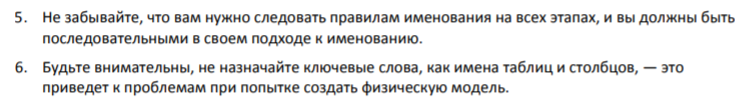 5. Не забывайте, что вам нужно следовать правилам именования на всех этапах, и вы должны быть
последовательными в своем подходе к именованию.
6. Будьте внимательны, не назначайте ключевые слова, как имена таблиц и столбцов, — это
приведет к проблемам при попытке создать физическую модель.